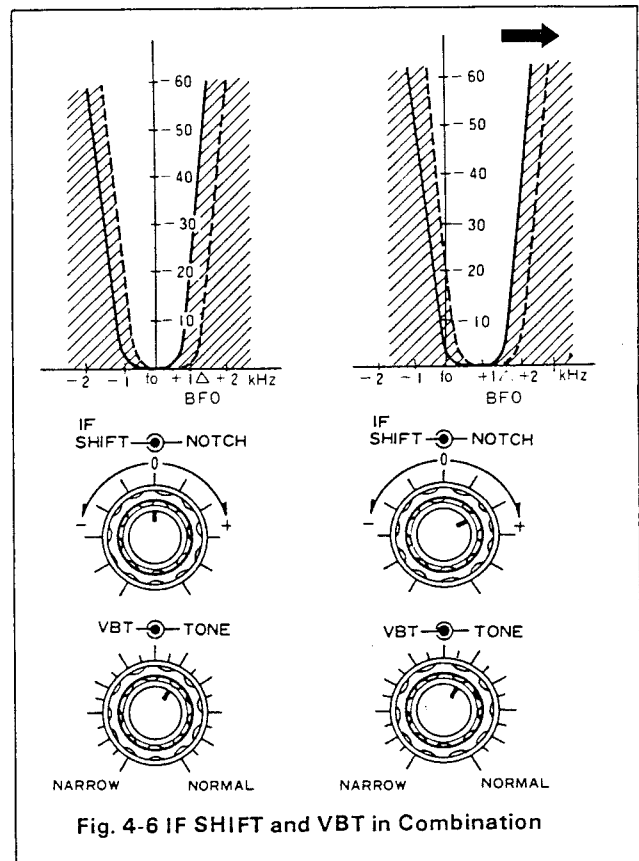 -60
-50
-40
-30
-20
-10
-2 -1 fo +1 Δ +2 kHz
BFO
-60
-50
-40
-30
-20
-10
-2 -1 fo +1 +2 kHz
BFO
IF
SHIFT NOTCH
0
- +
VBT TONE
NARROW NORMAL
IF
SHIFT NOTCH
0
- +
VBT TONE
NARROW NORMAL
Fig. 4-6 IF SHIFT and VBT in Combination